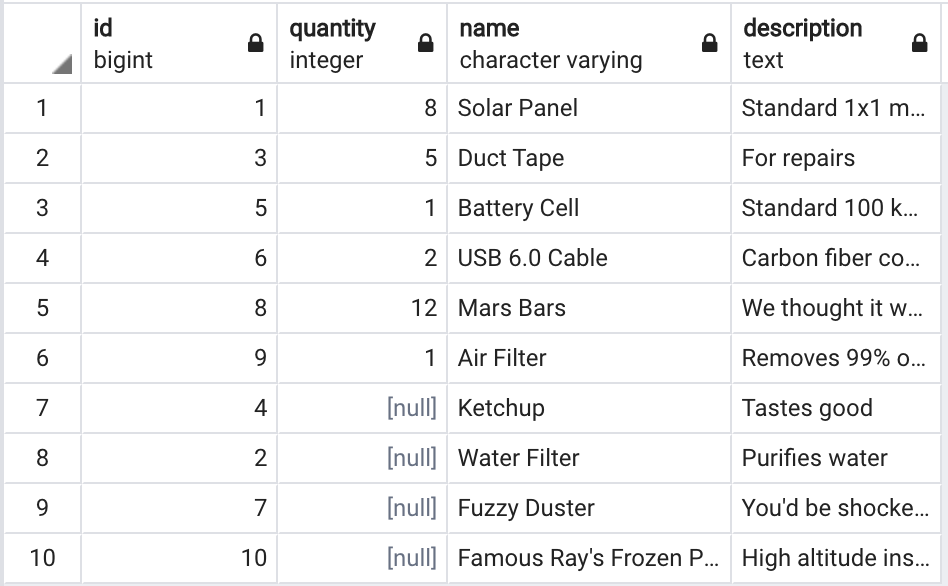 id quantity name description
bigint integer character varying text
1 1 8 Solar Panel Standard 1x1 m...
2 3 5 Duct Tape For repairs
3 5 1 Battery Cell Standard 100 k...
4 6 2 USB 6.0 Cable Carbon fiber co...
5 8 12 Mars Bars We thought it w...
6 9 1 Air Filter Removes 99% o...
7 4 [null] Ketchup Tastes good
8 2 [null] Water Filter Purifies water
9 7 [null] Fuzzy Duster You'd be shocke...
10 10 [null] Famous Ray's Frozen P... High altitude ins...